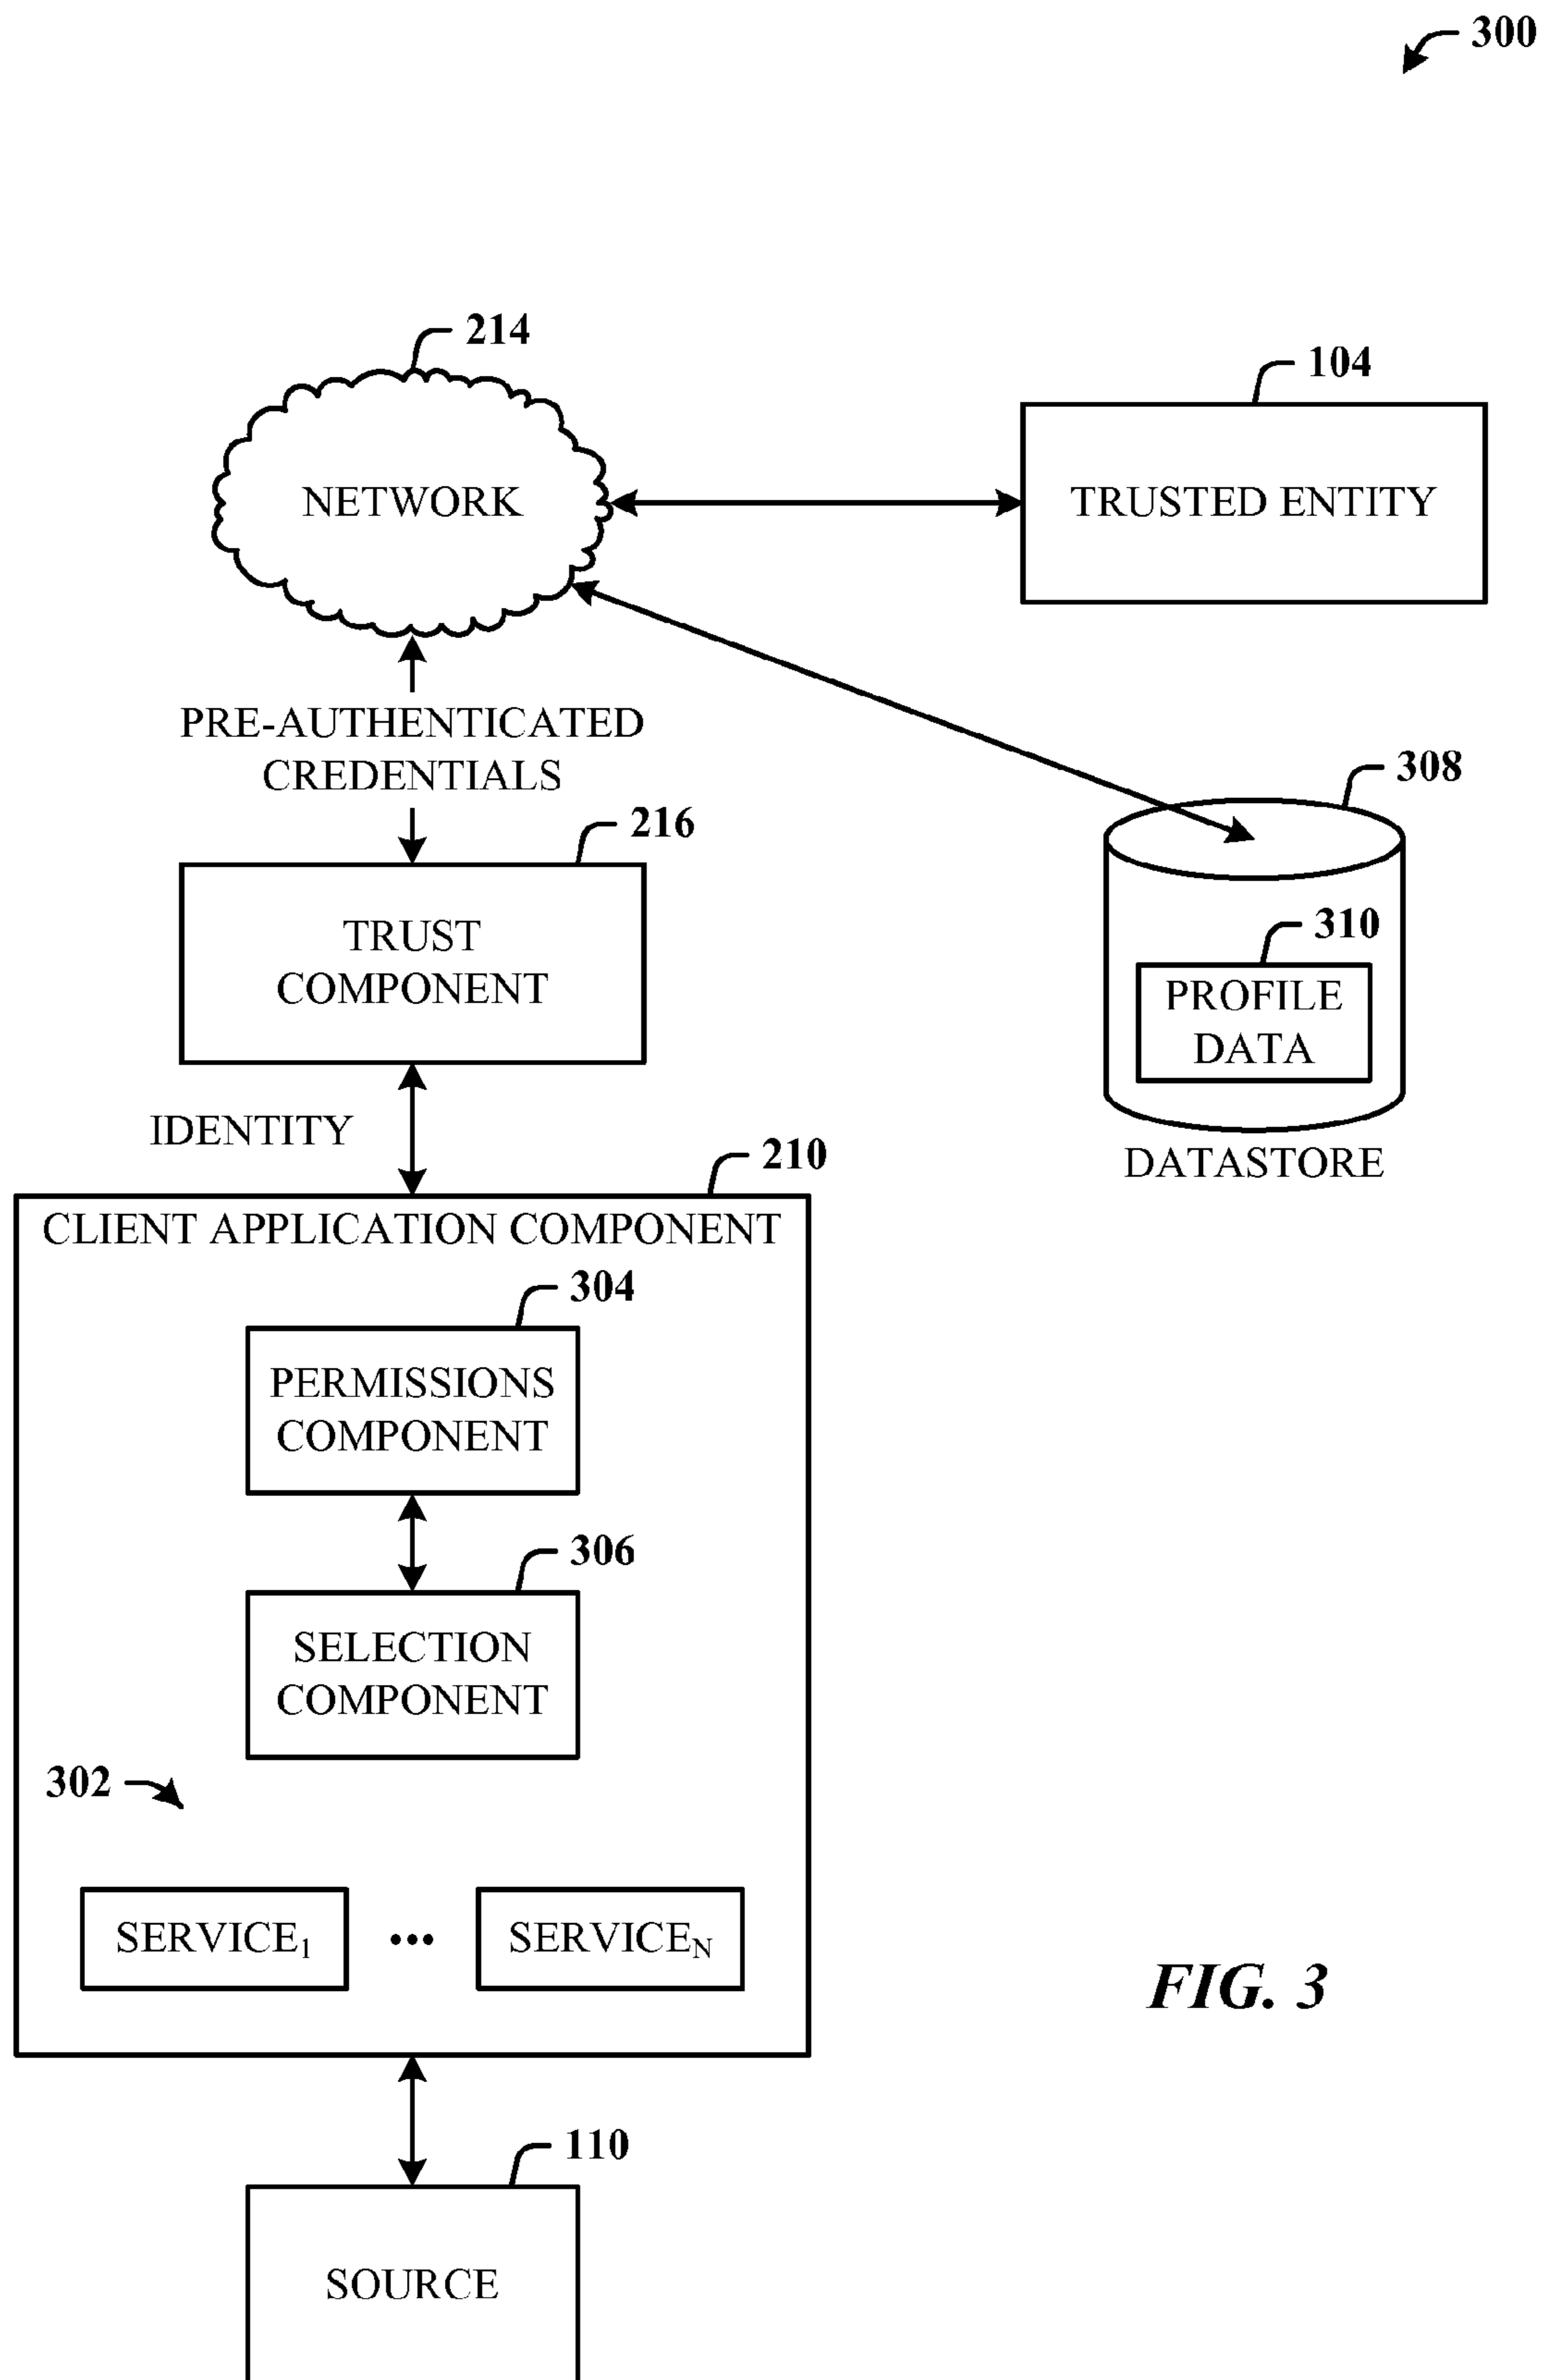 300
214
104
NETWORK
TRUSTED ENTITY
PRE-AUTHENTICATED
CREDENTIALS
308
216
TRUST
COMPONENT
310
PROFILE
DATA
IDENTITY
DATASTORE
210
CLIENT APPLICATION COMPONENT
304
PERMISSIONS
COMPONENT
306
SELECTION
COMPONENT
302
SERVICE1 ••• SERVICEN
FIG. 3
110
SOURCE